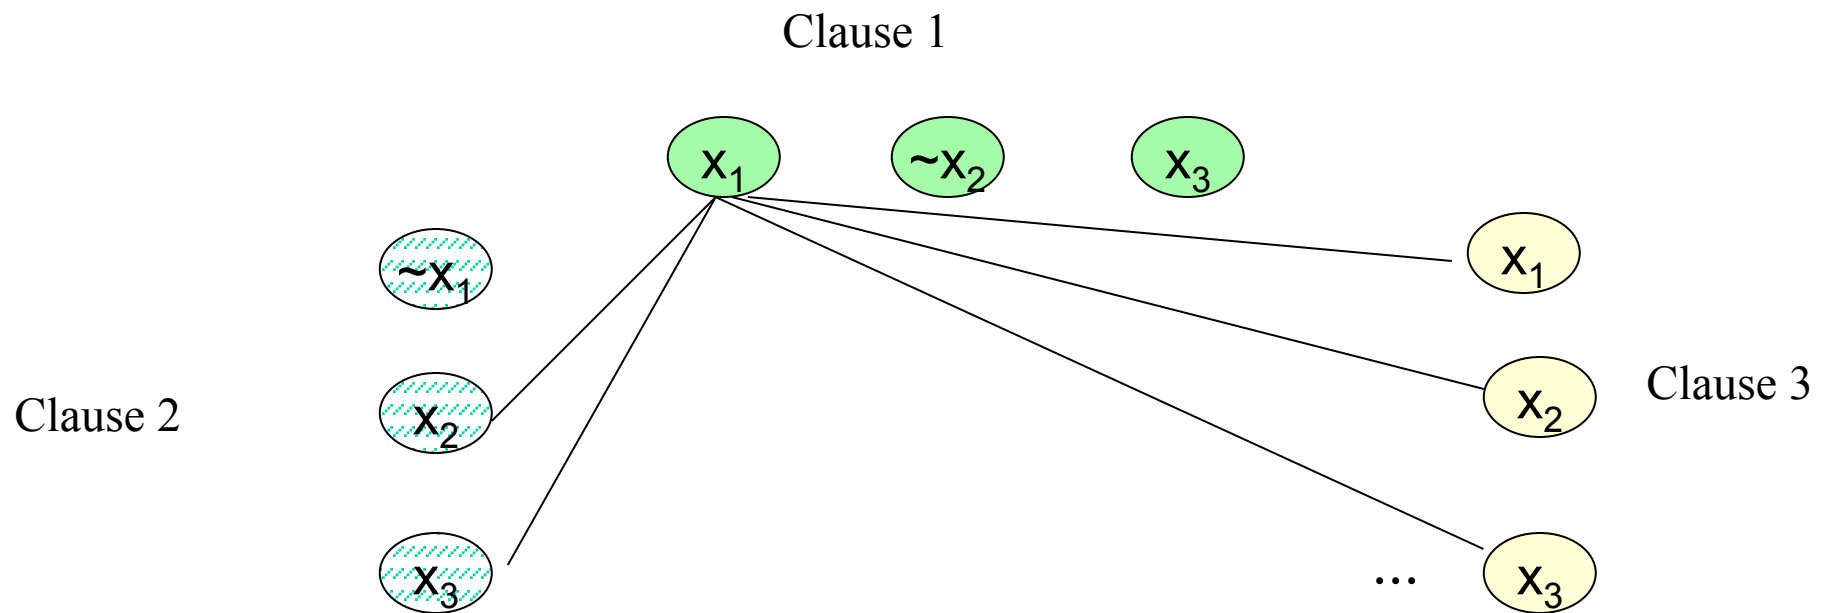 Clause 1
x₁ ~x₂ x₃
~x₁
x₂
x₃
Clause 2
x₁
x₂
x₃
Clause 3
...